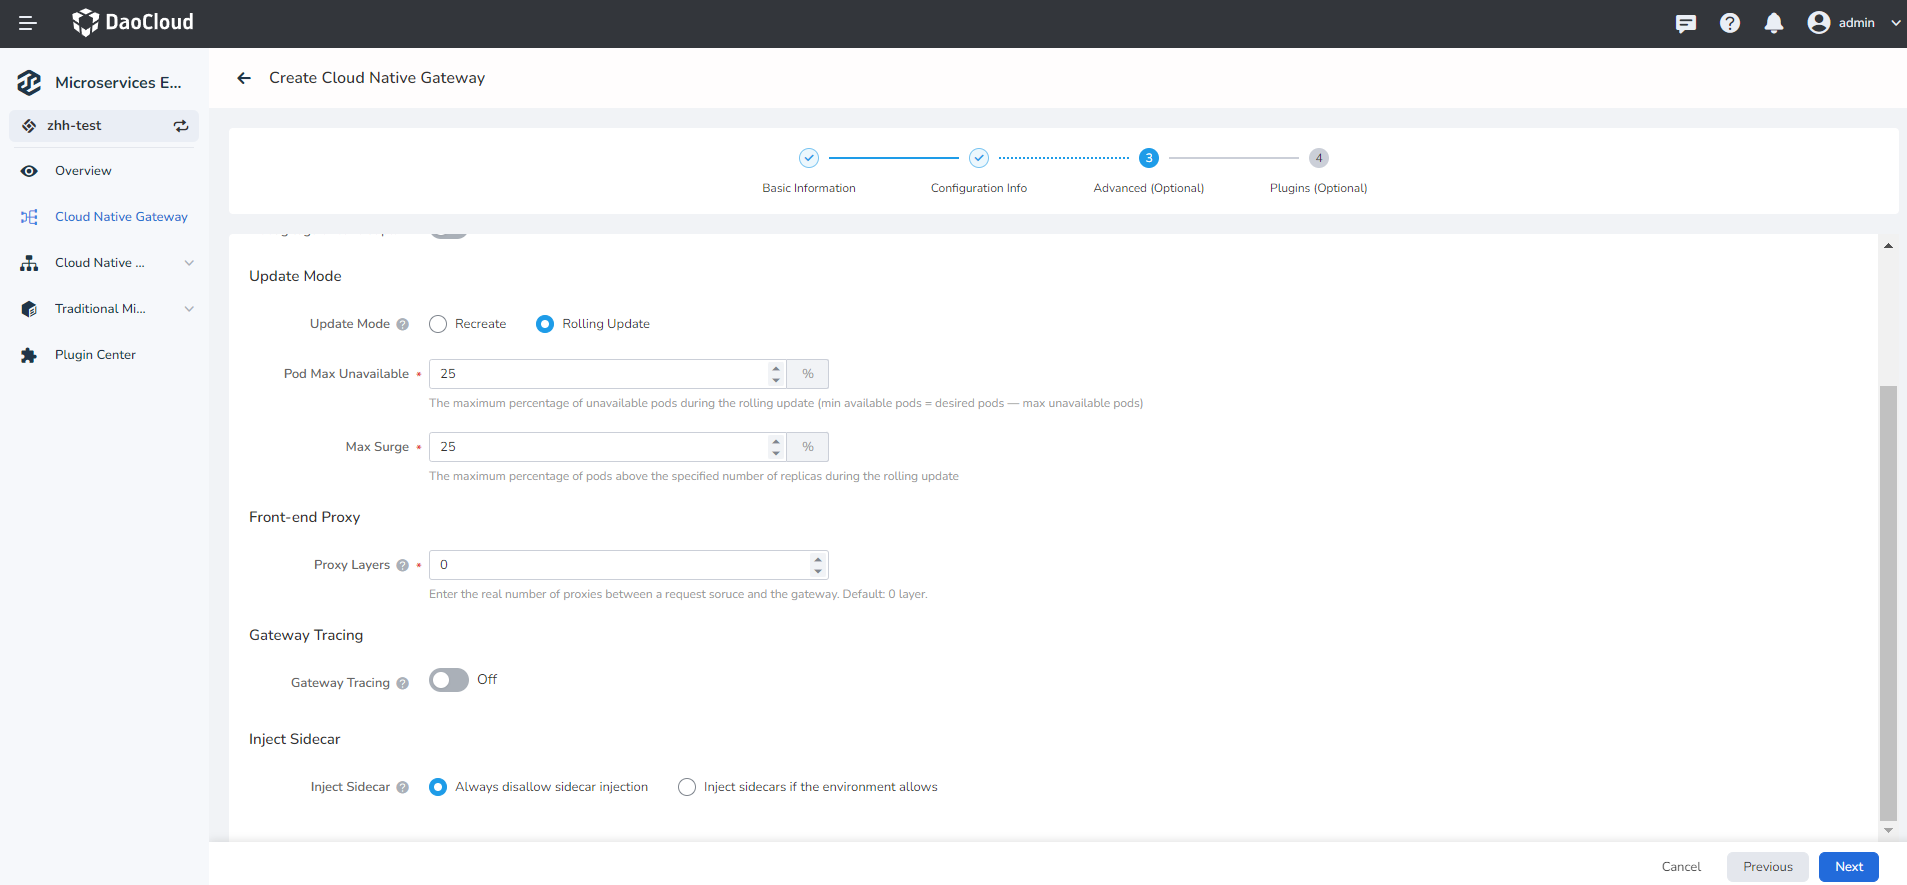 DaoCloud
admin
Microservices E...
zhh-test
Overview
Cloud Native Gateway
Cloud Native ...
Traditional Mi...
Plugin Center
Create Cloud Native Gateway
3
4
Basic Information
Configuration Info
Advanced (Optional)
Plugins (Optional)
Update Mode
Update Mode ? Recreate Rolling Update
Pod Max Unavailable • 25 %
The maximum percentage of unavailable pods during the rolling update (min available pods = desired pods — max unavailable pods)
Max Surge • 25 %
The maximum percentage of pods above the specified number of replicas during the rolling update
Front-end Proxy
Proxy Layers ? • 0
Enter the real number of proxies between a request soruce and the gateway. Default: 0 layer.
Gateway Tracing
Gateway Tracing ? Off
Inject Sidecar
Inject Sidecar ? Always disallow sidecar injection Inject sidecars if the environment allows
Cancel Previous Next